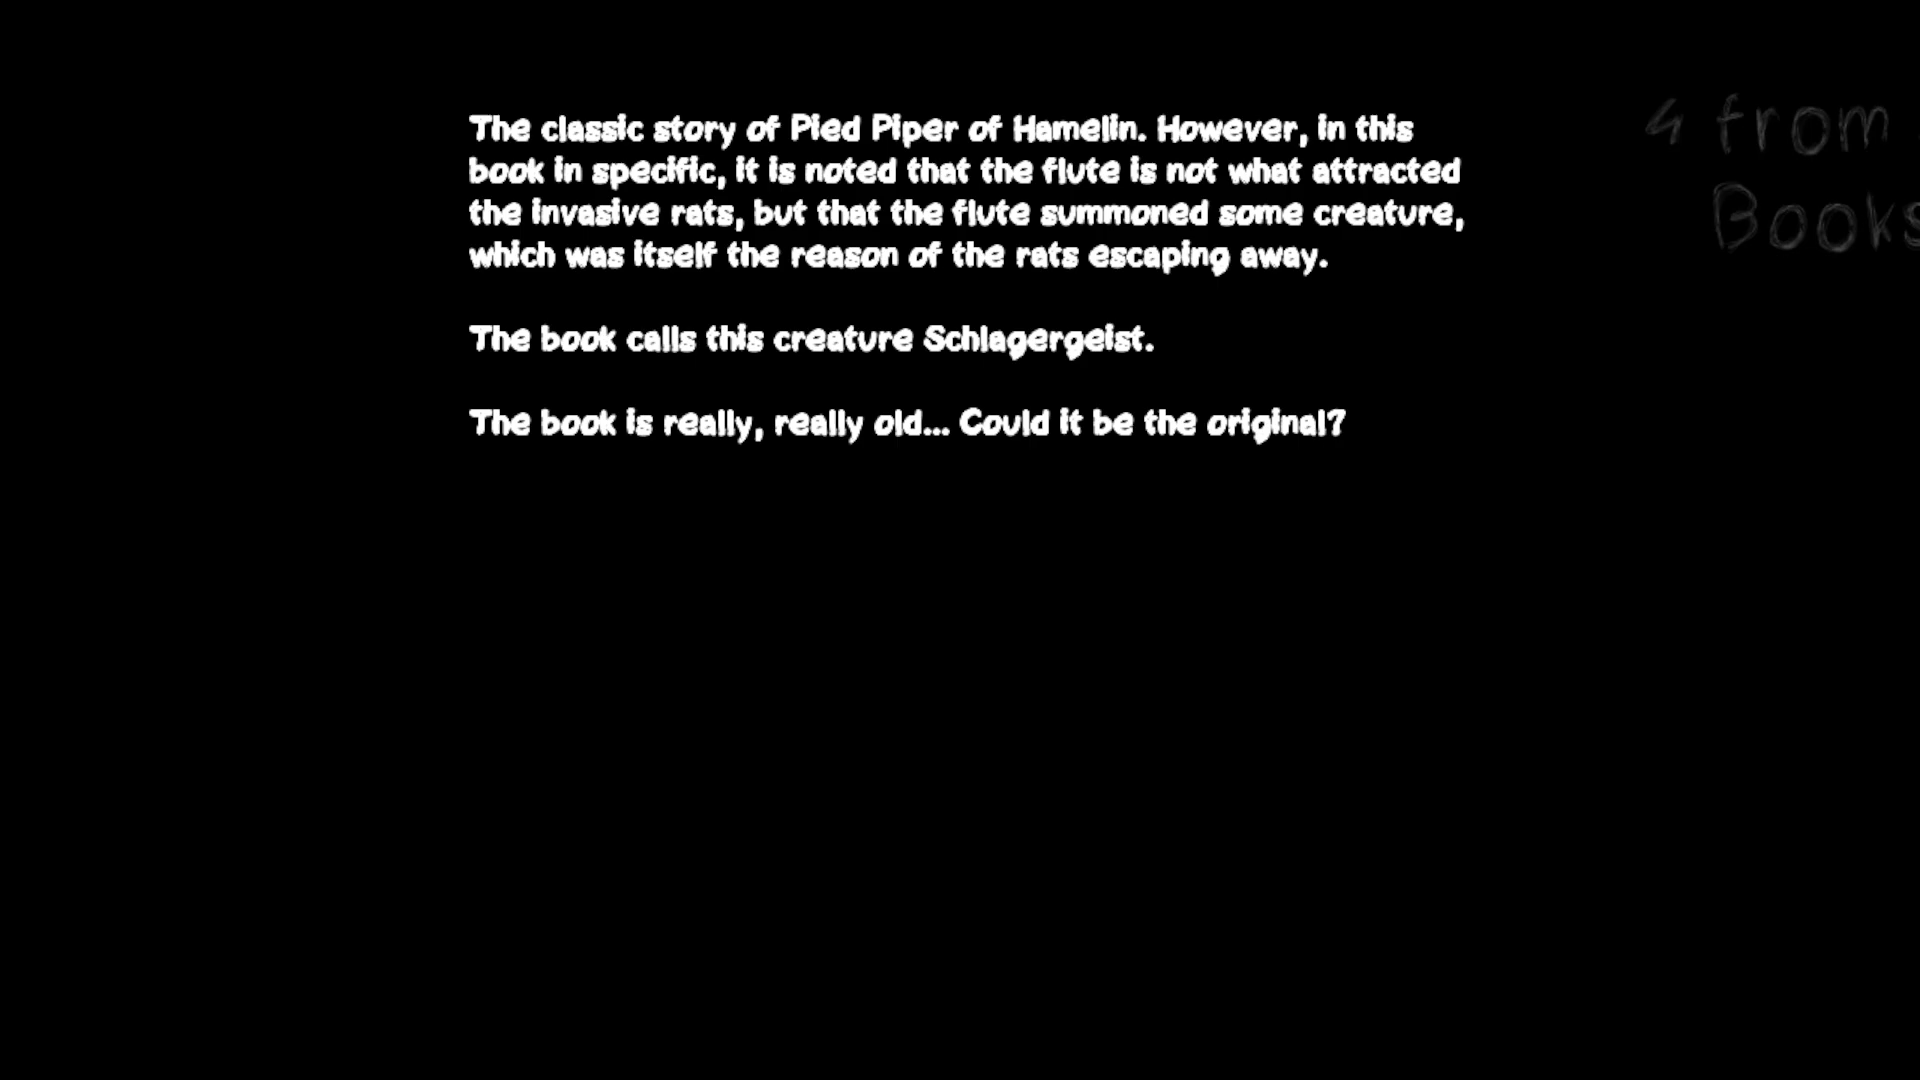 The classic story of Pied Piper of Hamelin. However, in this
book in specific, it is noted that the flute is not what attracted
the invasive rats, but that the flute summoned some creature,
which was itself the reason of the rats escaping away.
The book calls this creature Schlagergeist.
The book is really, really old... Could it be the original?
4 from
Books